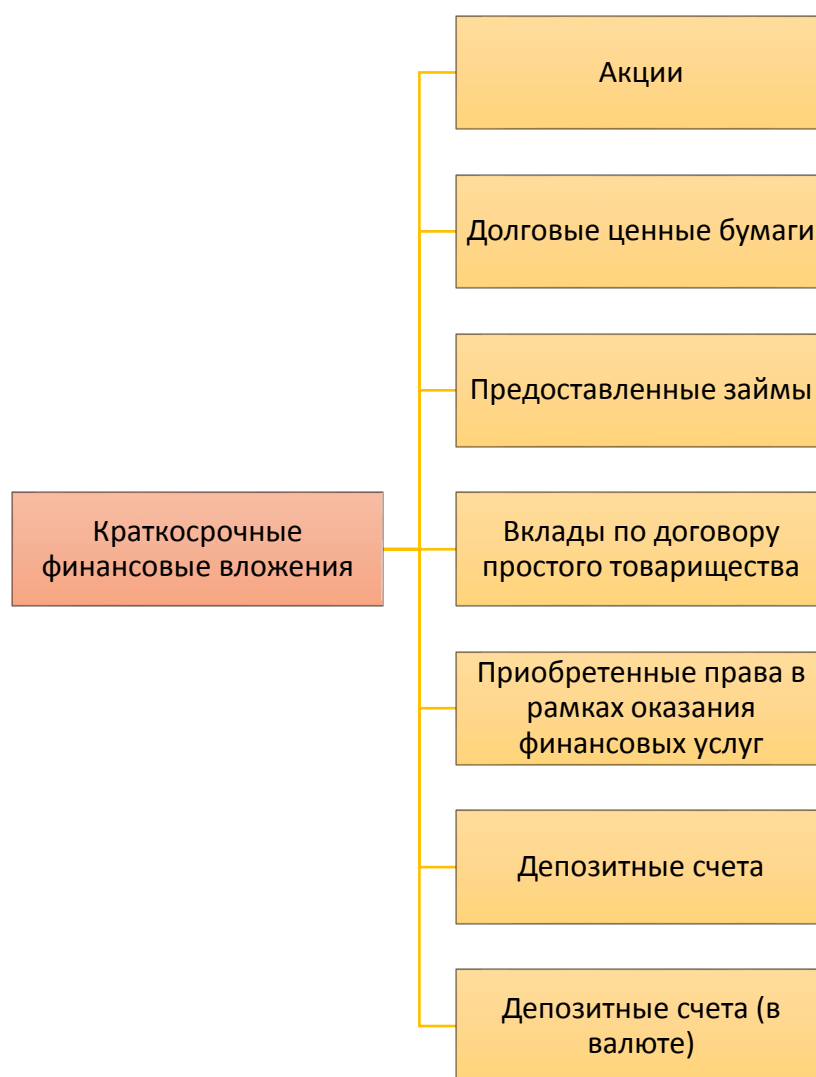 Акции
Долговые ценные бумаги
Предоставленные займы
Краткосрочные
финансовые вложения
Вклады по договору
простого товарищества
Приобретенные права в
рамках оказания
финансовых услуг
Депозитные счета
Депозитные счета (в
валюте)